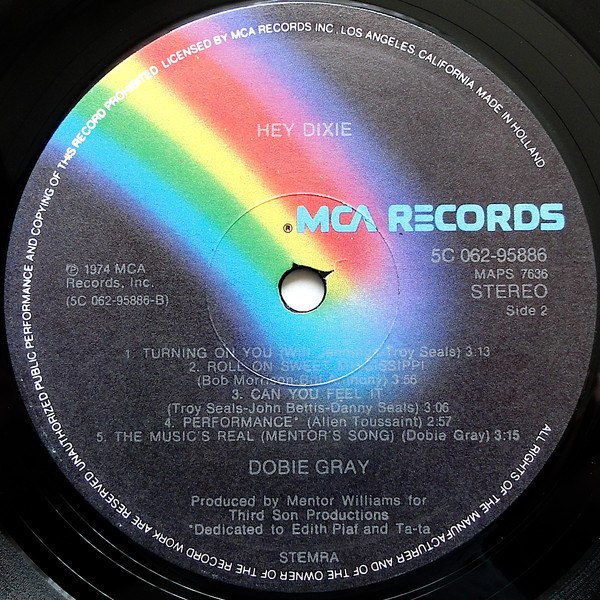 UNAUTHORIZED PUBLIC PERFORMANCE AND COPYING OF THIS RECORD PROHIBITED. LICENSED BY MCA RECORDS INC., LOS ANGELES, CALIFORNIA. MADE IN HOLLAND
HEY DIXIE
® MCA RECORDS
5C 062-95886
MAPS 7636
STEREO
Side 2
℗ 1974 MCA
Records, Inc.
(5C 062-95886-B)
1. TURNING ON YOU (Will Troy Seals) 3:13
2. ROLL ON SWEET MISSISSIPPI
(Bob Morrison-Bill Anthony) 3:56
3. CAN YOU FEEL IT
(Troy Seals-John Bettis-Danny Seals) 3:06
4. PERFORMANCE* (Allen Toussaint) 2:57
5. THE MUSIC'S REAL (MENTOR'S SONG) (Dobie Gray) 3:15
DOBIE GRAY
Produced by Mentor Williams for
Third Son Productions
*Dedicated to Edith Piaf and Ta-ta
STEMRA
ALL RIGHTS OF THE MANUFACTURER AND OF THE OWNER OF THE RECORD WORK ARE RESERVED